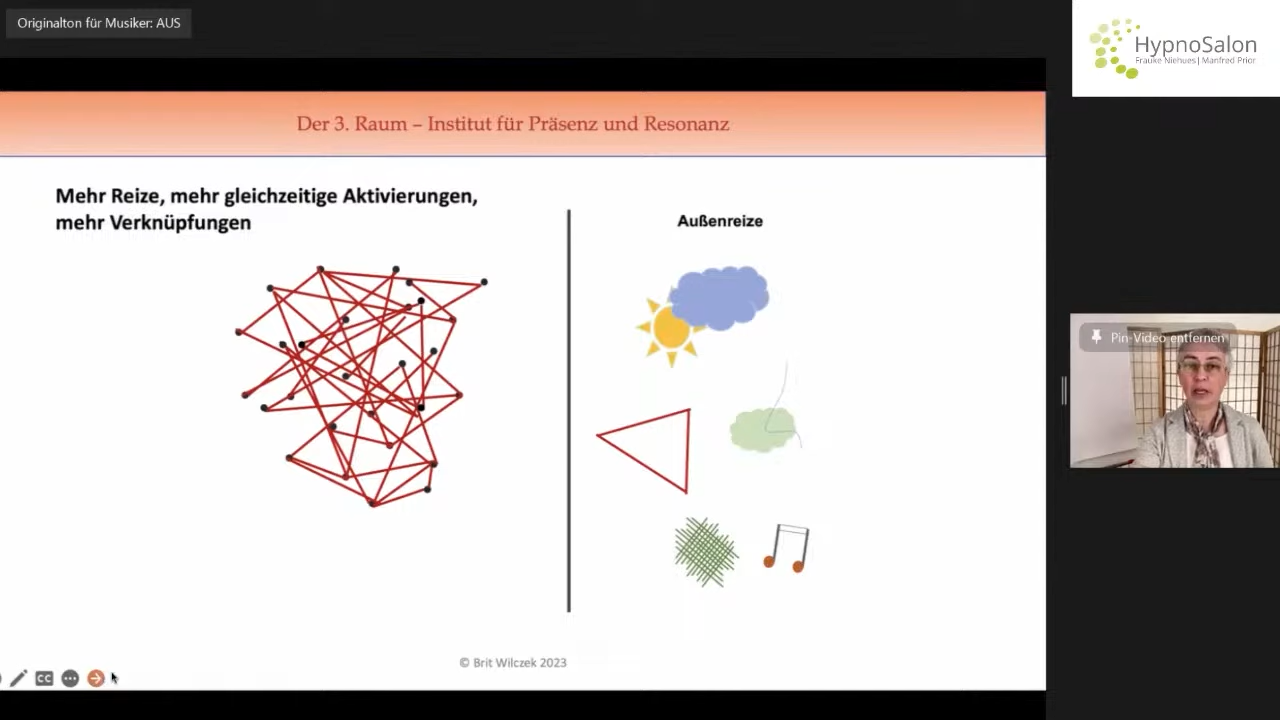 Originalton für Musiker: AUS
HypnoSalon
Frauke Niehues | Manfred Prior
Der 3. Raum – Institut für Präsenz und Resonanz
Mehr Reize, mehr gleichzeitige Aktivierungen,
mehr Verknüpfungen
Außenreize
Pin-Video entfernen
© Brit Wilczek 2023
CC